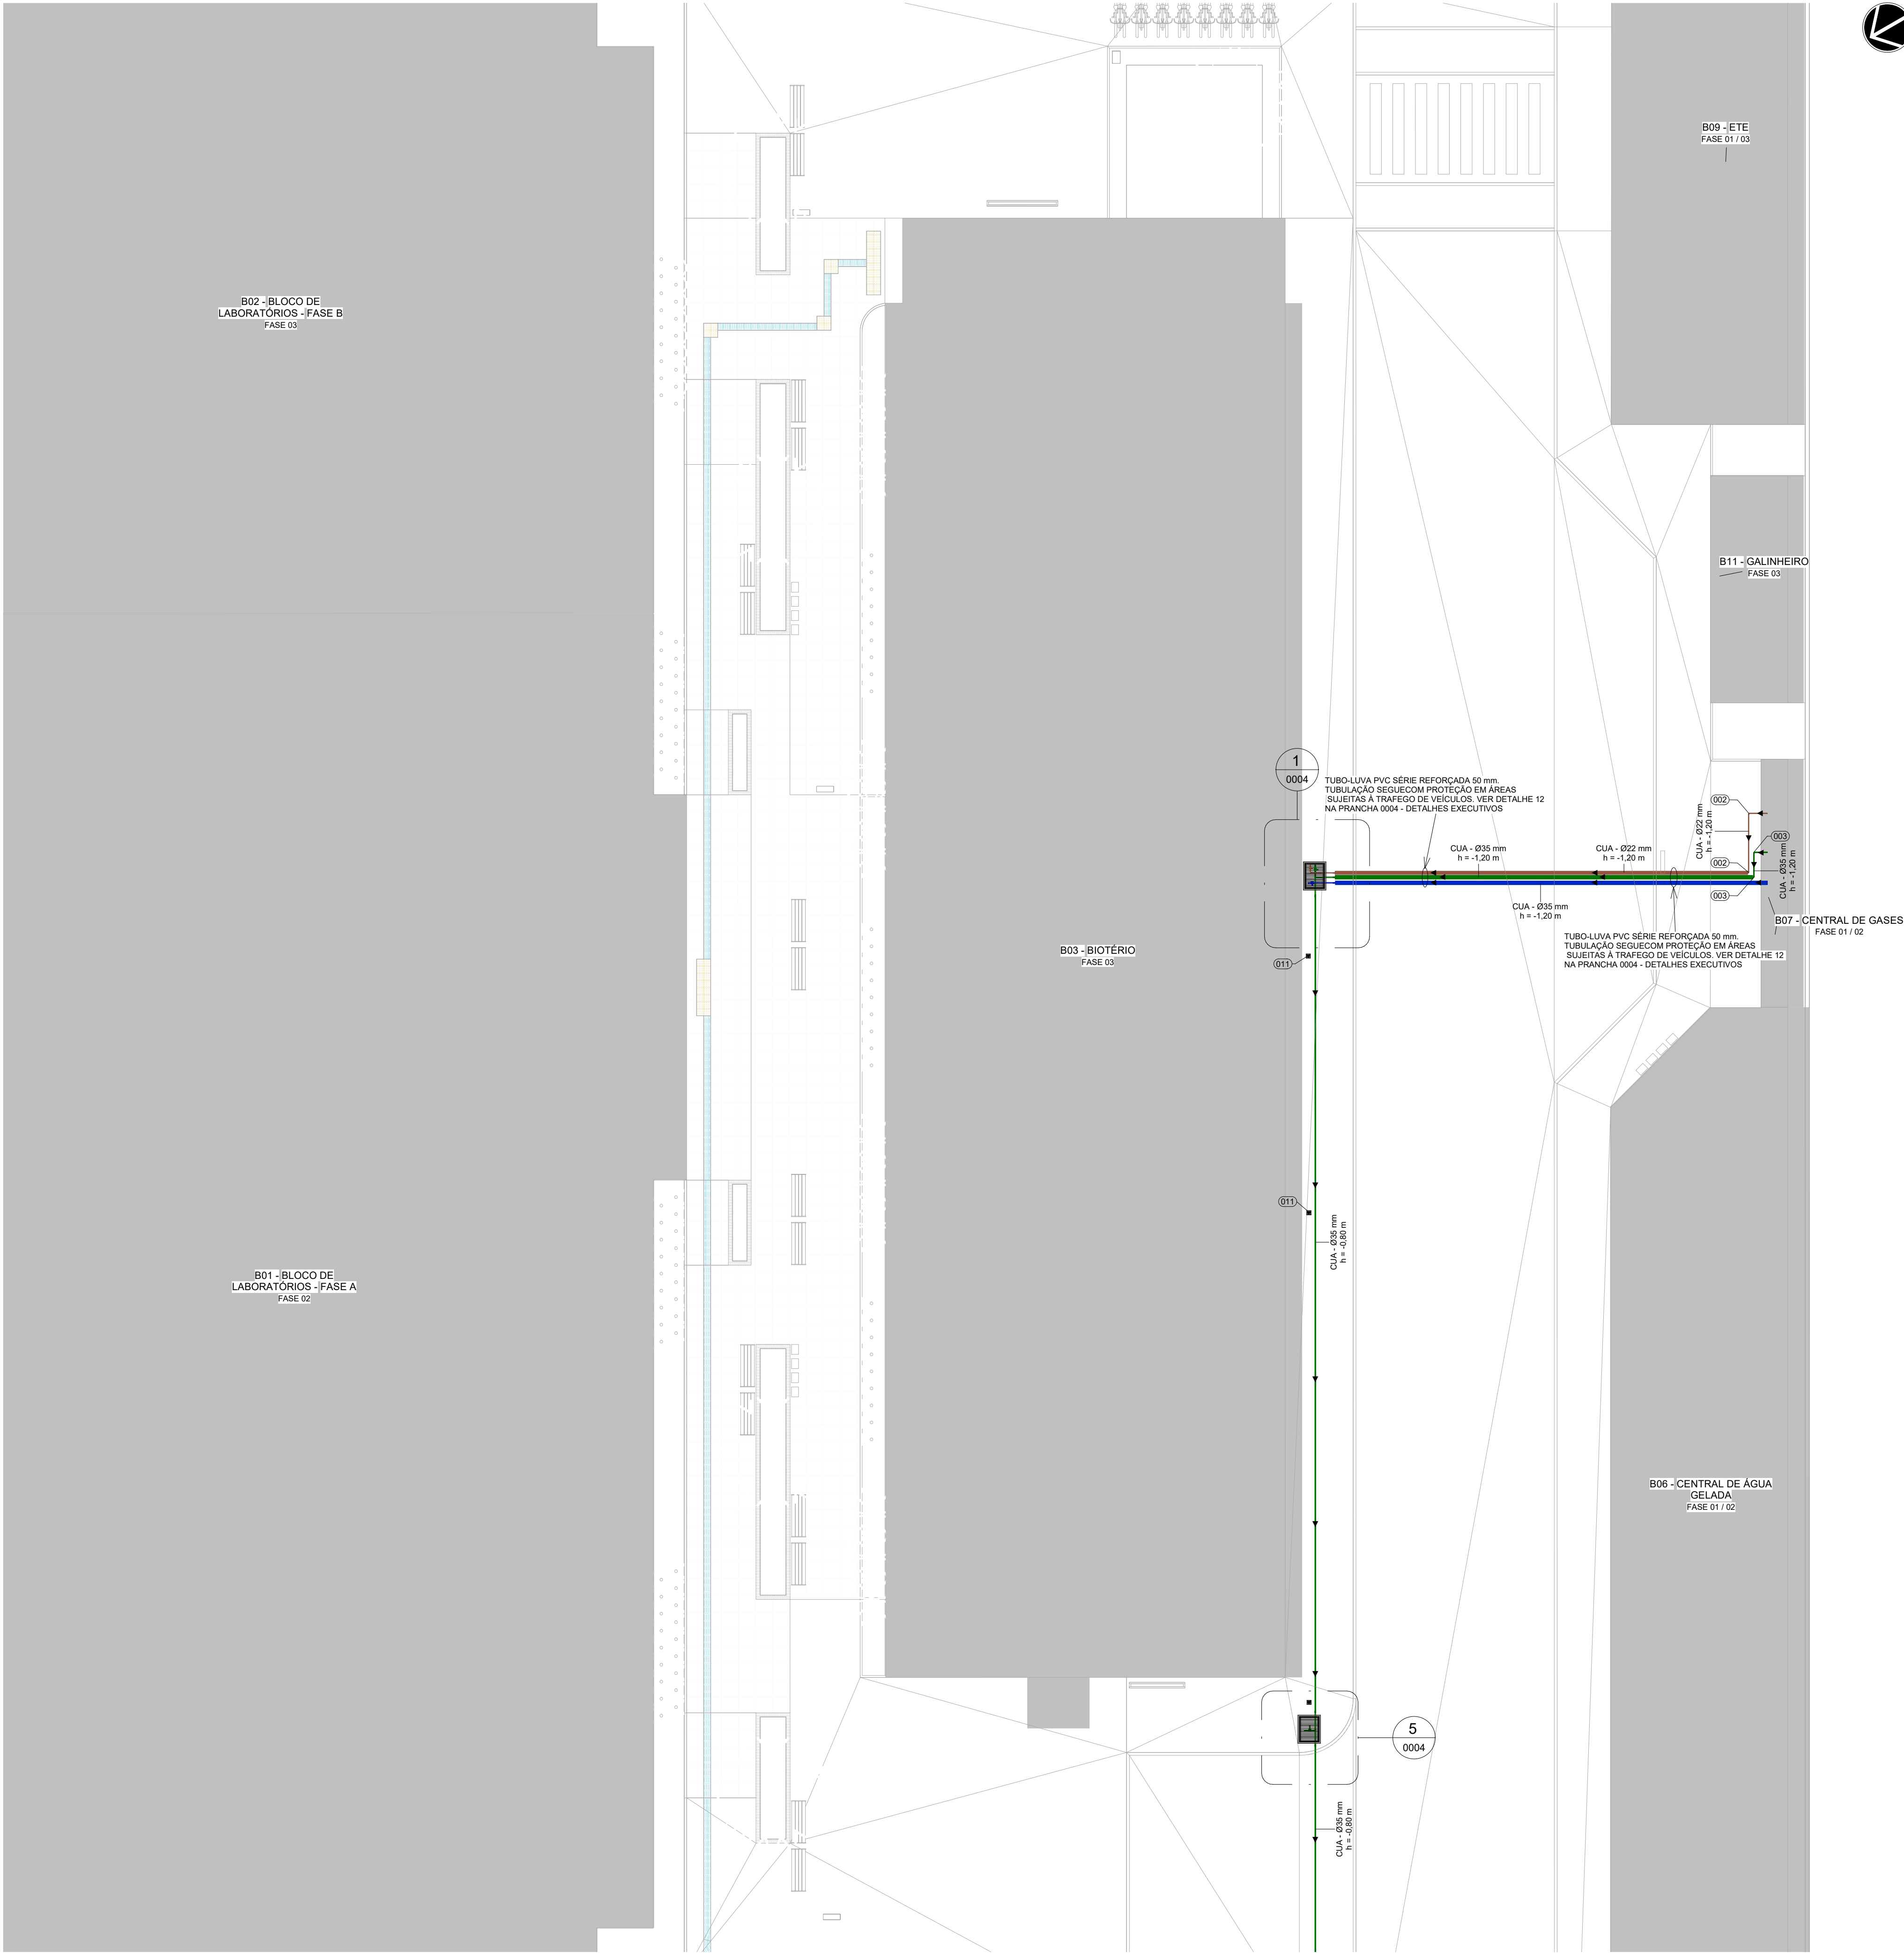 B09 - ETE
FASE 01 / 03
B02 - BLOCO DE
LABORATÓRIOS - FASE B
FASE 03
B11 - GALINHEIRO
FASE 03
1
0004
TUBO-LUVA PVC SÉRIE REFORÇADA 50 mm.
TUBULAÇÃO SEGUECOM PROTEÇÃO EM ÁREAS
SUJEITAS À TRAFEGO DE VEÍCULOS. VER DETALHE 12
NA PRANCHA 0004 - DETALHES EXECUTIVOS
002
CUA - Ø22 mm
h = -1,20 m
003
CUA - Ø35 mm
h = -1,20 m
CUA - Ø22 mm
h = -1,20 m
002
CUA - Ø35 mm
h = -1,20 m
003
CUA - Ø35 mm
h = -1,20 m
B07 - CENTRAL DE GASES
FASE 01 / 02
TUBO-LUVA PVC SÉRIE REFORÇADA 50 mm.
TUBULAÇÃO SEGUECOM PROTEÇÃO EM ÁREAS
SUJEITAS À TRAFEGO DE VEÍCULOS. VER DETALHE 12
NA PRANCHA 0004 - DETALHES EXECUTIVOS
B03 - BIOTÉRIO
FASE 03
011
011
CUA - Ø35 mm
h = -0,80 m
B01 - BLOCO DE
LABORATÓRIOS - FASE A
FASE 02
B06 - CENTRAL DE ÁGUA
GELADA
FASE 01 / 02
5
0004
CUA - Ø35 mm
h = -0,80 m